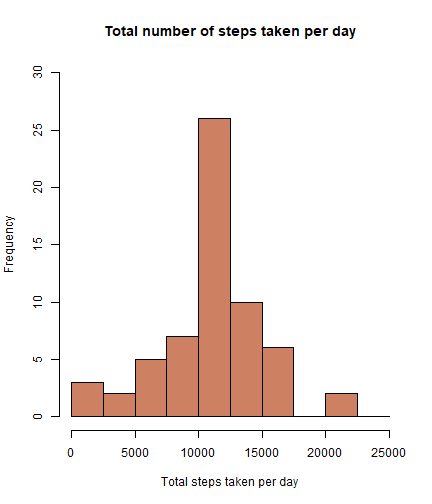 Total number of steps taken per day
30
25
20
15
10
5
0
Frequency
0 5000 10000 15000 20000 25000
Total steps taken per day